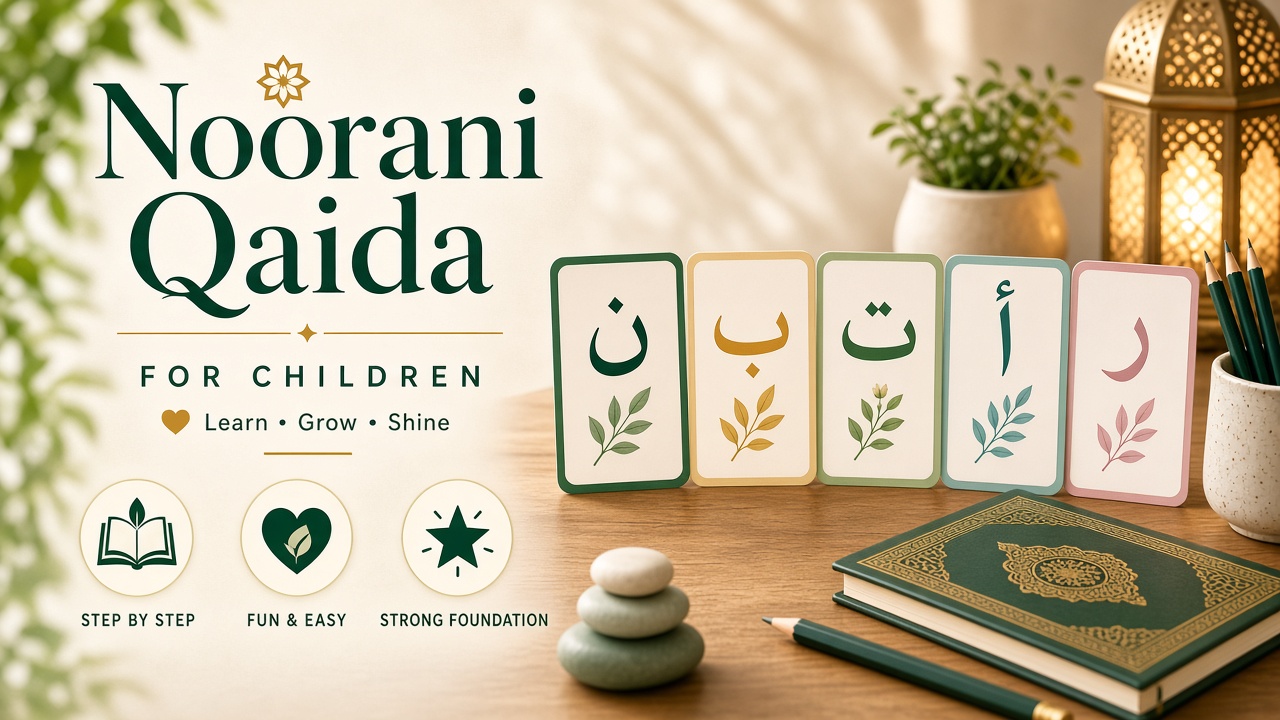 Noorani
Qaida
FOR CHILDREN
Learn • Grow • Shine
STEP BY STEP
FUN & EASY
STRONG FOUNDATION
ن
ب
ت
أ
ر